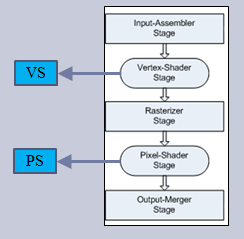 Input-Assembler
Stage
VS
Vertex-Shader
Stage
Rasterizer
Stage
PS
Pixel-Shader
Stage
Output-Merger
Stage